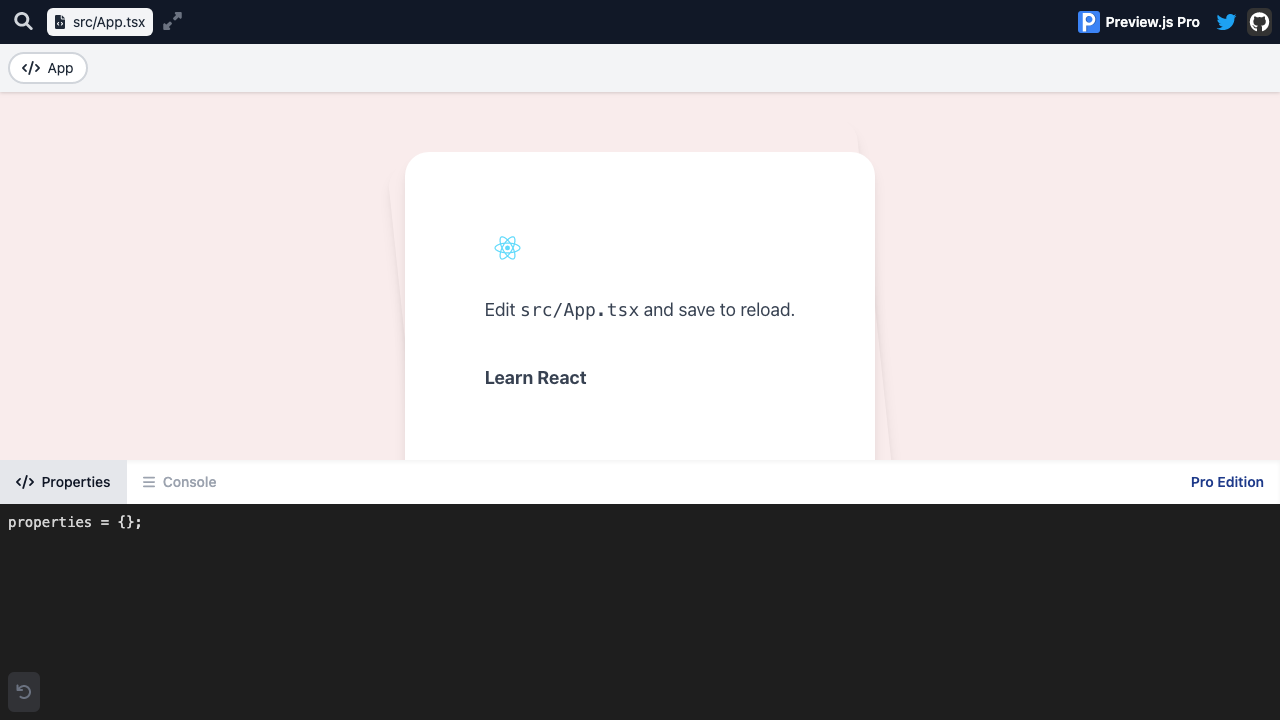 src/App.tsx
Preview.js Pro
App
Edit src/App.tsx and save to reload.
Learn React
Properties
Console
Pro Edition
properties = {};